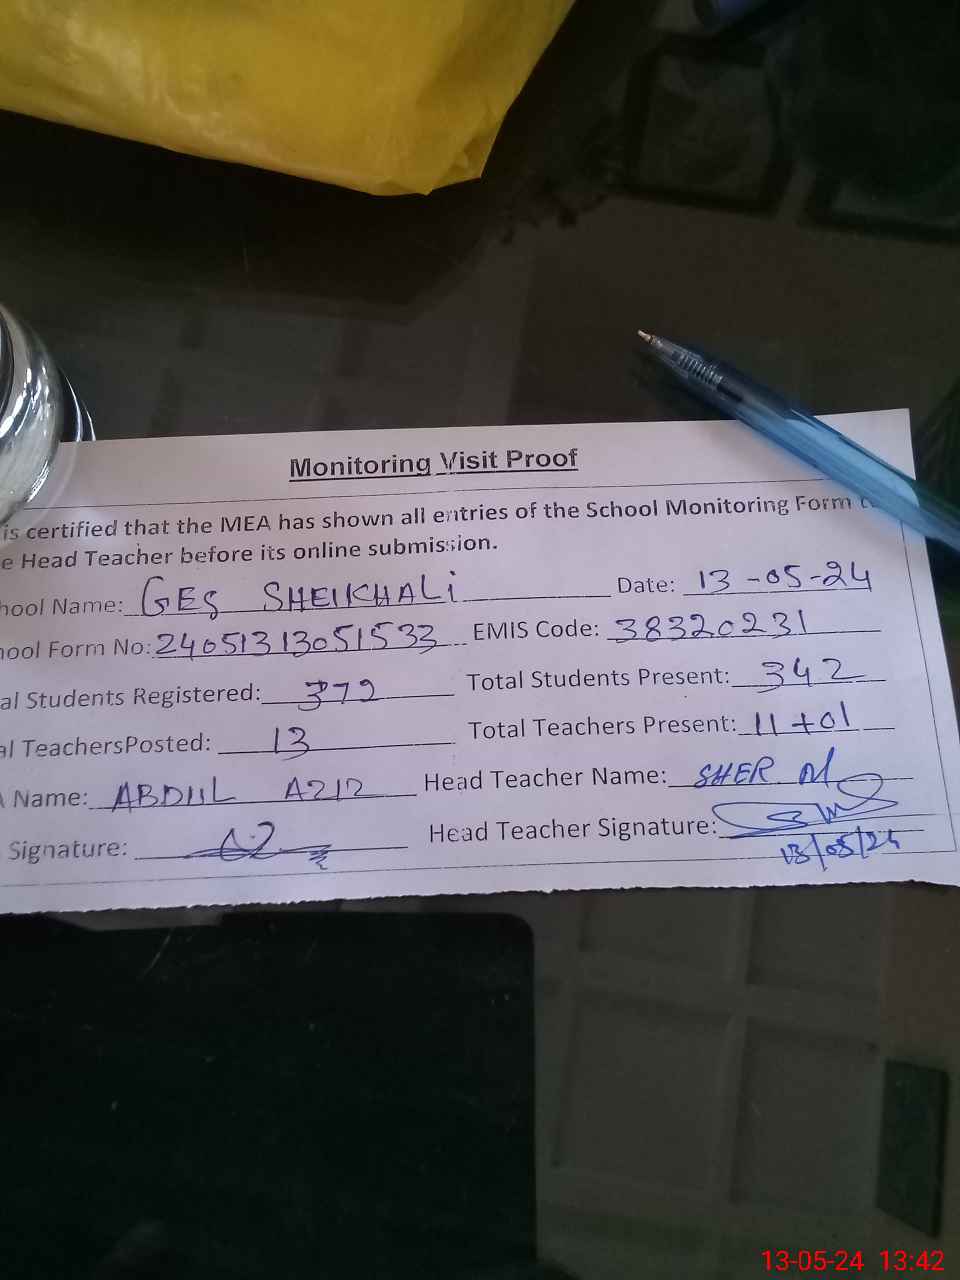 Monitoring Visit Proof
is certified that the MEA has shown all entries of the School Monitoring Form t
e Head Teacher before its online submission.
hool Name: GES SHEIKHALi Date: 13-05-24
hool Form No: 24051313051533 EMIS Code: 38320231
al Students Registered: 379 Total Students Present: 342
al TeachersPosted: 13 Total Teachers Present: 11+01
A Name: ABDUL AZIZ Head Teacher Name: SHER M
Signature: Head Teacher Signature:
13/05/24
13-05-24 13:42